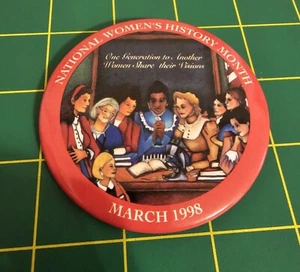 NATIONAL WOMEN'S HISTORY MONTH
One Generation to Another
Women Share their Visions
MARCH 1998